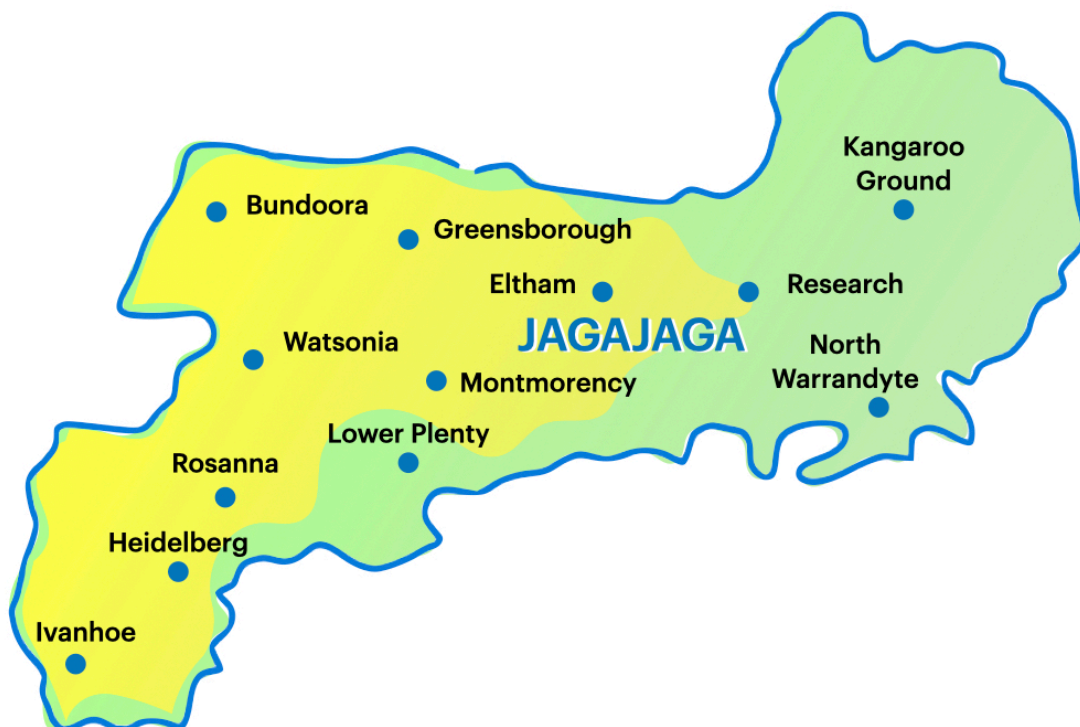 Kangaroo
Ground
Bundoora
Greensborough
Eltham
Research
JAGAJAGA
Watsonia
North
Warrandyte
Montmorency
Lower Plenty
Rosanna
Heidelberg
Ivanhoe